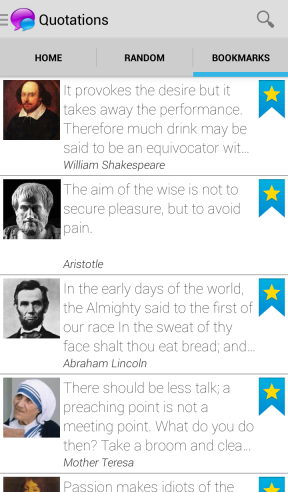 Quotations
HOME
RANDOM
BOOKMARKS
It provokes the desire but it
takes away the performance.
Therefore much drink may be
said to be an equivocator wit...
William Shakespeare
The aim of the wise is not to
secure pleasure, but to avoid
pain.
Aristotle
In the early days of the world,
the Almighty said to the first of
our race In the sweat of thy
face shalt thou eat bread; and...
Abraham Lincoln
There should be less talk; a
preaching point is not a
meeting point. What do you do
then? Take a broom and clea...
Mother Teresa
Passion makes idiots of the